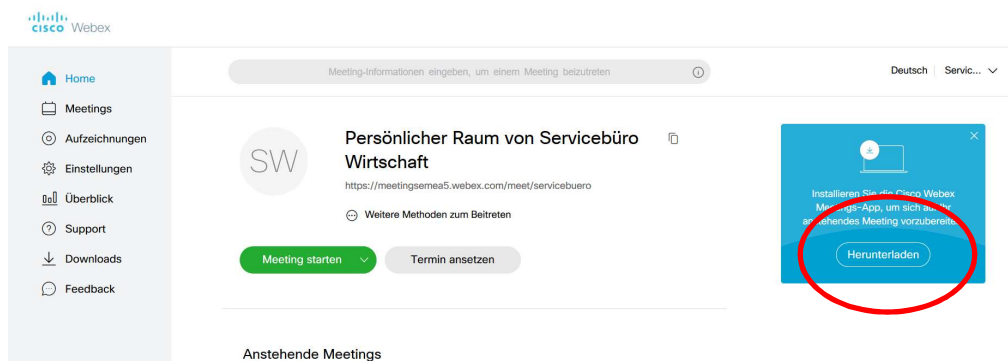 CISCO Webex
Meeting-Informationen eingeben, um einem Meeting beizutreten
Deutsch
Servic...
Home
Meetings
Aufzeichnungen
Einstellungen
Überblick
Support
Downloads
Feedback
SW
Persönlicher Raum von Servicebüro
Wirtschaft
https://meetingsemea5.webex.com/meet/servicebuero
Weitere Methoden zum Beitreten
Meeting starten
Termin ansetzen
Installieren Sie die Cisco Webex
Meetings-App, um sich auf Ihr
anstehendes Meeting vorzubereiten
Herunterladen
Anstehende Meetings